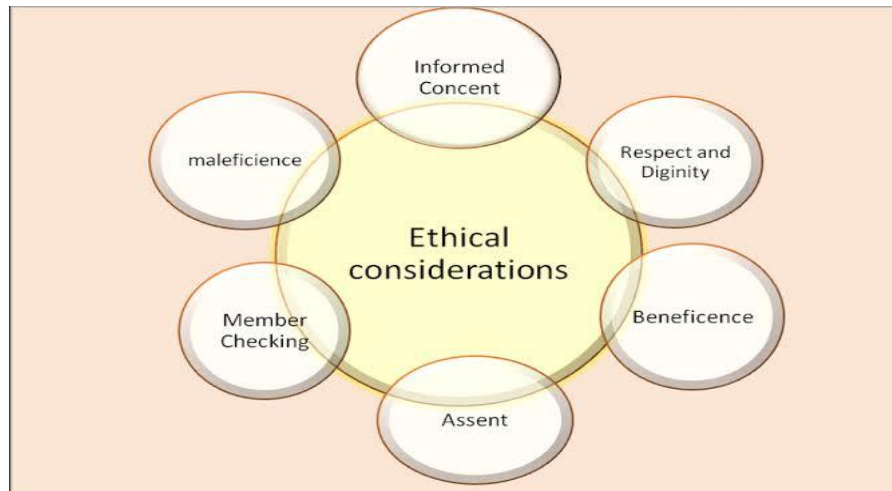 Informed
Concent
Respect and
Diginity
Beneficence
Assent
Member
Checking
maleficience
Ethical
considerations